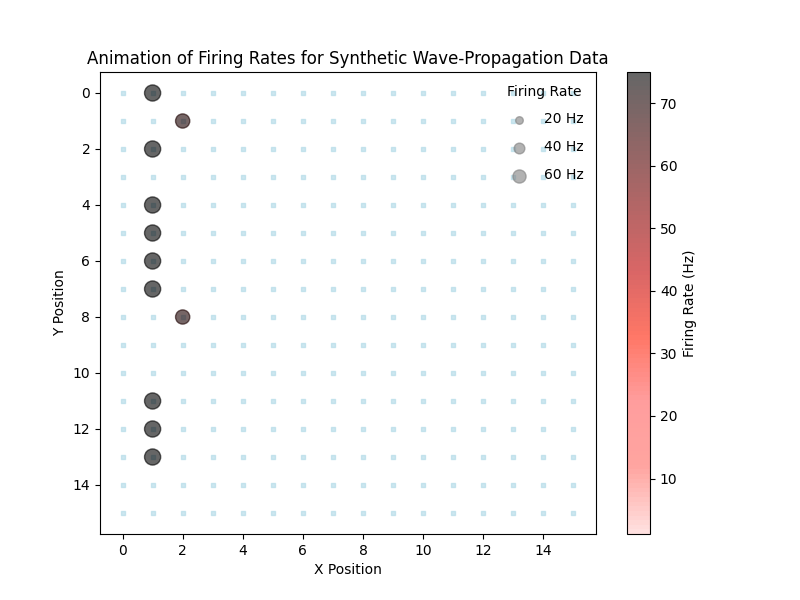 Animation of Firing Rates for Synthetic Wave-Propagation Data
Firing Rate
20 Hz
40 Hz
60 Hz
0
2
4
6
8
10
12
14
Y Position
0 2 4 6 8 10 12 14
X Position
70
60
50
40
30
20
10
Firing Rate (Hz)